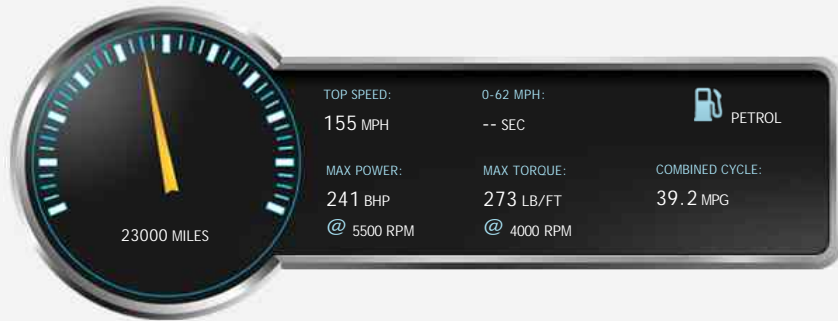 TOP SPEED:
155 MPH
0-62 MPH:
-- SEC
PETROL
MAX POWER:
241 BHP
@ 5500 RPM
MAX TORQUE:
273 LB/FT
@ 4000 RPM
COMBINED CYCLE:
39.2 MPG
23000 MILES